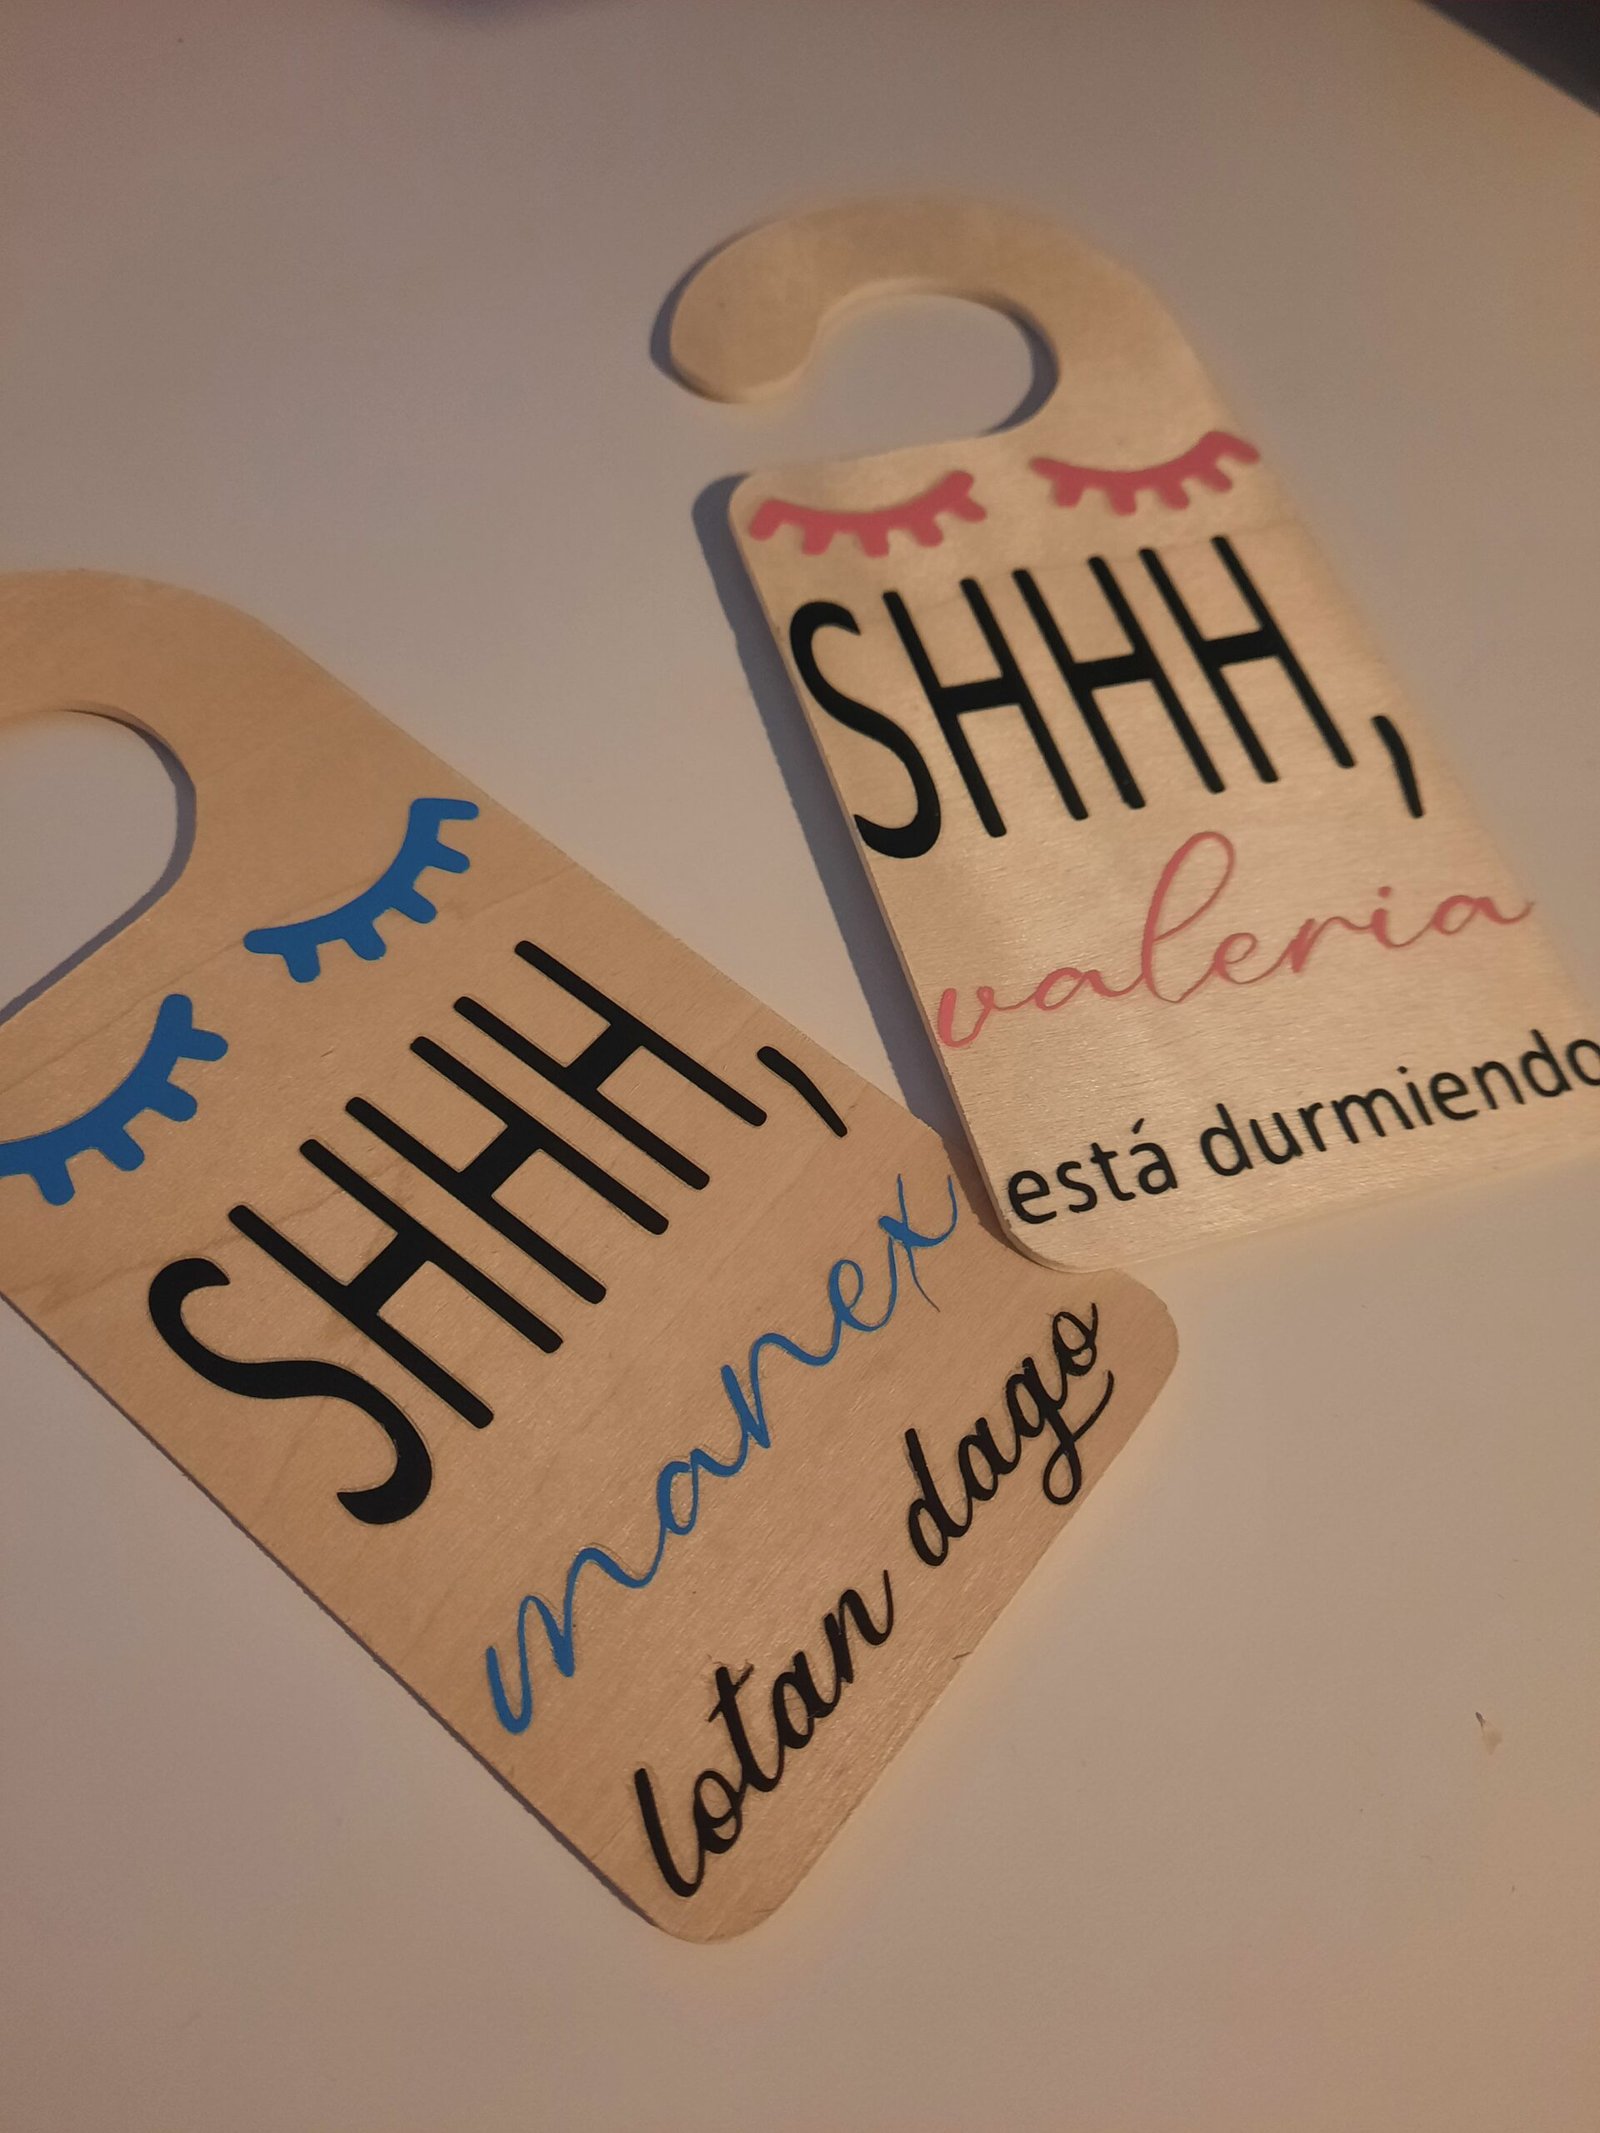 SHHH,
manex
lotan dago
SHHH,
valeria
está durmiendo